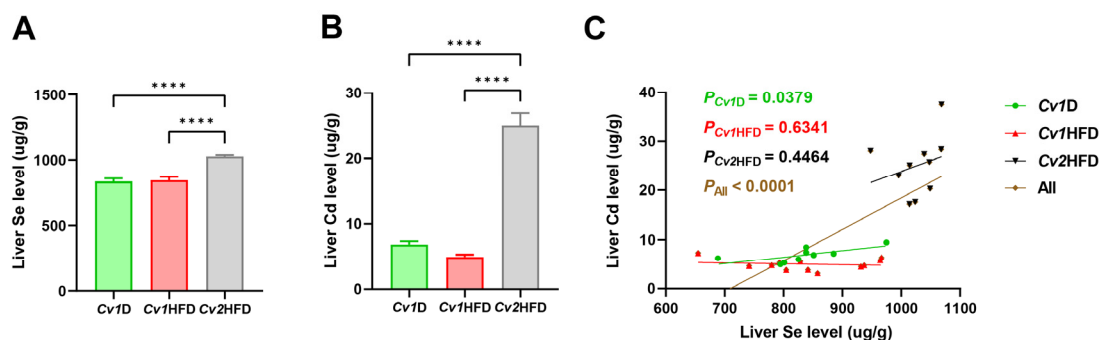 A
Liver Se level (ug/g)
1500
1000
500
0
****
****
Cv1D
Cv1HFD
Cv2HFD
B
Liver Cd level (ug/g)
30
20
10
0
****
****
Cv1D
Cv1HFD
Cv2HFD
C
Liver Cd level (ug/g)
40
30
20
10
0
600
700
800
900
1000
1100
Liver Se level (ug/g)
PCv1D = 0.0379
PCv1HFD = 0.6341
PCv2HFD = 0.4464
PAll < 0.0001
Cv1D
Cv1HFD
Cv2HFD
All